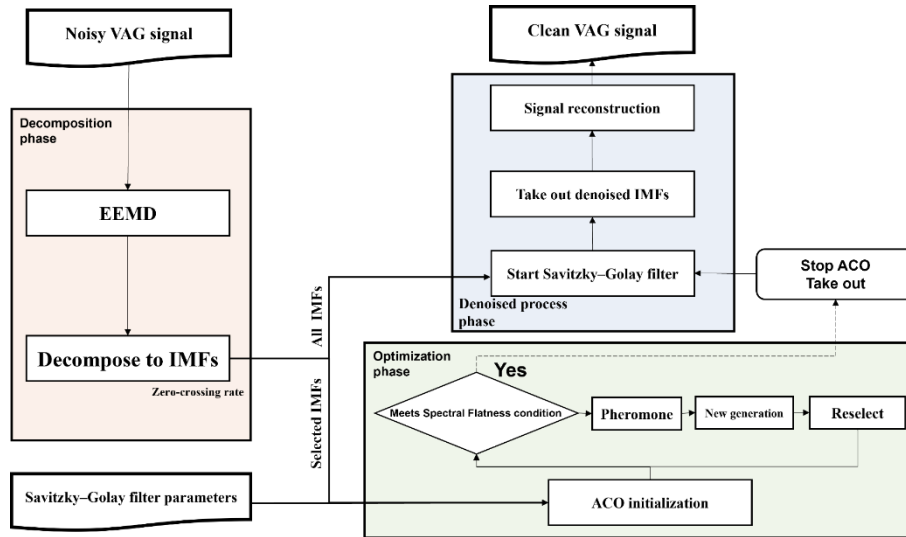 Noisy VAG signal
Clean VAG signal
Decomposition
phase
EEMD
Decompose to IMFs
Zero-crossing rate
Signal reconstruction
Take out denoised IMFs
Start Savitzky–Golay filter
Denoised process
phase
Stop ACO
Take out
All IMFs
Selected IMFs
Optimization
phase
Yes
Meets Spectral Flatness condition
Pheromone
New generation
Reselect
Savitzky–Golay filter parameters
ACO initialization